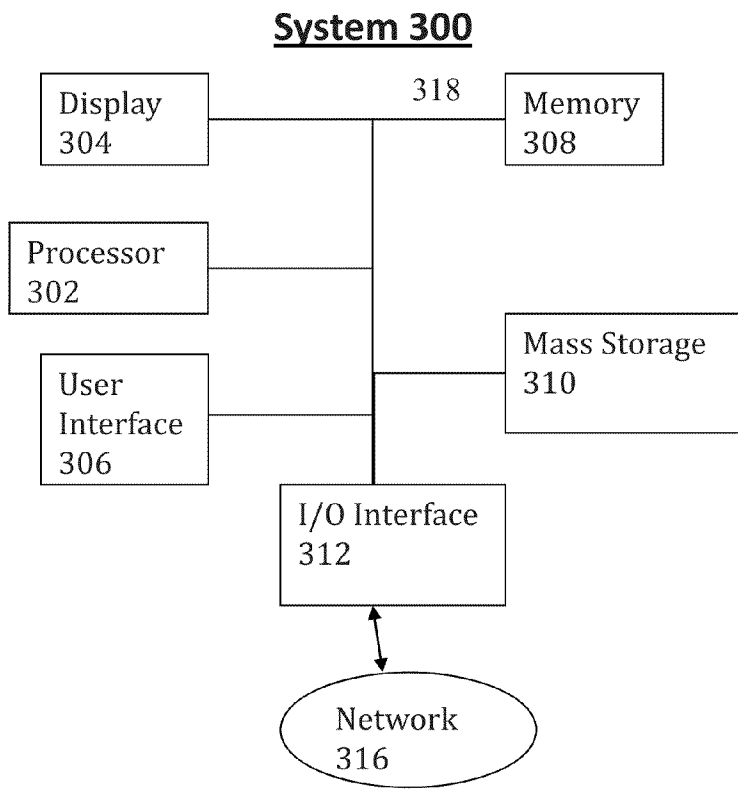 System 300
Display
304
318
Memory
308
Processor
302
Mass Storage
310
User
Interface
306
I/O Interface
312
Network
316